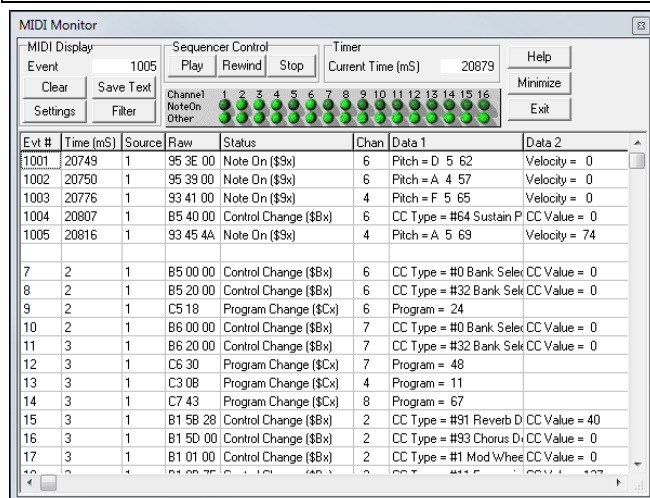 MIDI Monitor
MIDI Display
Event 1005
Clear Save Text
Settings Filter
Sequencer Control
Play Rewind Stop
Timer
Current Time (mS) 20879
Help
Minimize
Exit
Channel 1 2 3 4 5 6 7 8 9 10 11 12 13 14 15 16
NoteOn
Other
Evt # Time (mS) Source Raw Status Chan Data 1 Data 2
1001 20749 1 95 3E 00 Note On ($9x) 6 Pitch = D 5 62 Velocity = 0
1002 20750 1 95 39 00 Note On ($9x) 6 Pitch = A 4 57 Velocity = 0
1003 20776 1 93 41 00 Note On ($9x) 4 Pitch = F 5 65 Velocity = 0
1004 20807 1 B5 40 00 Control Change ($Bx) 6 CC Type = #64 Sustain P CC Value = 0
1005 20816 1 93 45 4A Note On ($9x) 4 Pitch = A 5 69 Velocity = 74
7 2 1 B5 00 00 Control Change ($Bx) 6 CC Type = #0 Bank Selec CC Value = 0
8 2 1 B5 20 00 Control Change ($Bx) 6 CC Type = #32 Bank Sele CC Value = 0
9 2 1 C5 18 Program Change ($Cx) 6 Program = 24
10 2 1 B6 00 00 Control Change ($Bx) 7 CC Type = #0 Bank Selec CC Value = 0
11 3 1 B6 20 00 Control Change ($Bx) 7 CC Type = #32 Bank Sele CC Value = 0
12 3 1 C6 30 Program Change ($Cx) 7 Program = 48
13 3 1 C3 0B Program Change ($Cx) 4 Program = 11
14 3 1 C7 43 Program Change ($Cx) 8 Program = 67
15 3 1 B1 5B 28 Control Change ($Bx) 2 CC Type = #91 Reverb D CC Value = 40
16 3 1 B1 5D 00 Control Change ($Bx) 2 CC Type = #93 Chorus De CC Value = 0
17 3 1 B1 01 00 Control Change ($Bx) 2 CC Type = #1 Mod Whee CC Value = 0